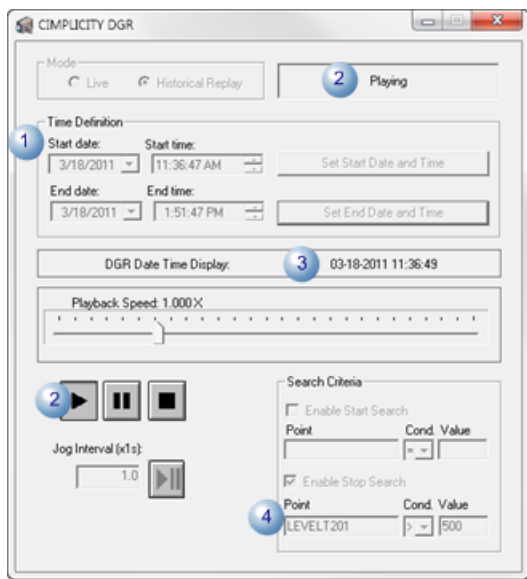 CIMPLICITY DGR
Mode
Live Historical Replay
2 Playing
Time Definition
1
Start date: Start time:
3/18/2011 11:36:47 AM Set Start Date and Time
End date: End time:
3/18/2011 1:51:47 PM Set End Date and Time
DGR Date Time Display: 3 03-18-2011 11:36:49
Playback Speed: 1.000 X
2
Jog Interval (x1s):
1.0
Search Criteria
Enable Start Search
Point Cond. Value
=
Enable Stop Search
Point Cond. Value
4 LEVELT201 > 500